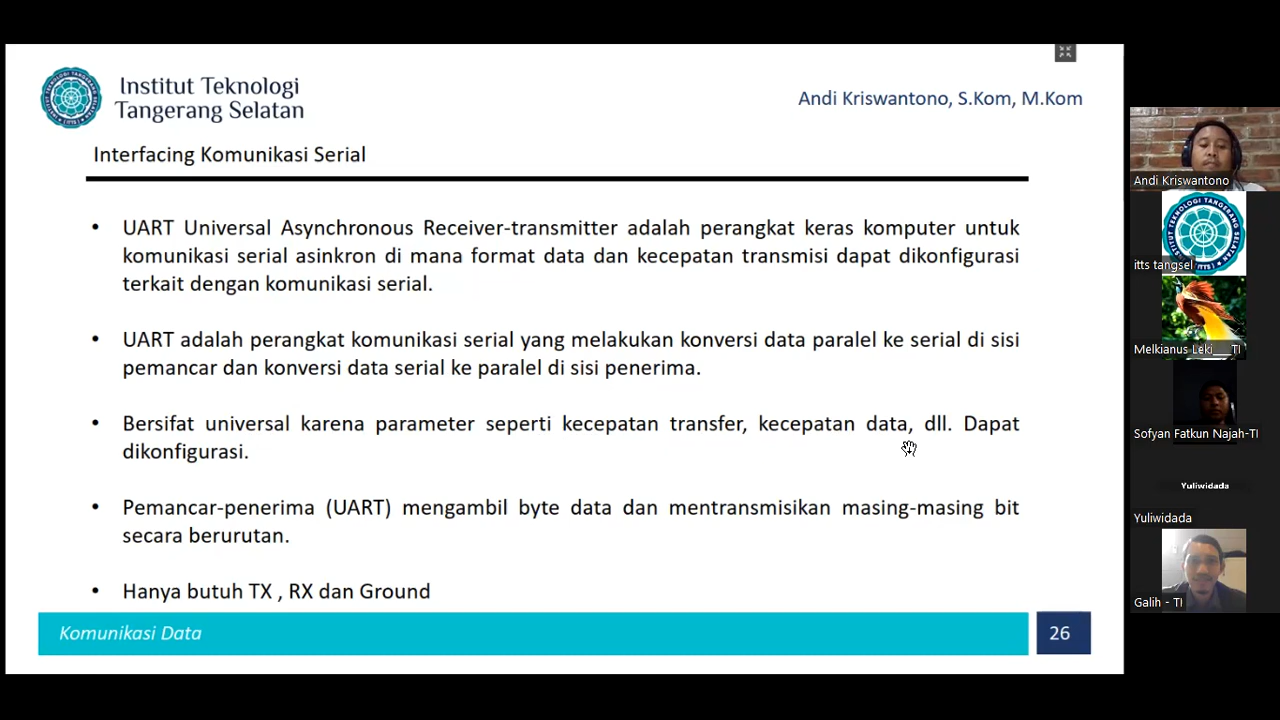 Institut Teknologi
Tangerang Selatan
Andi Kriswantono, S.Kom, M.Kom
Interfacing Komunikasi Serial
• UART Universal Asynchronous Receiver-transmitter adalah perangkat keras komputer untuk
komunikasi serial asinkron di mana format data dan kecepatan transmisi dapat dikonfigurasi
terkait dengan komunikasi serial.
• UART adalah perangkat komunikasi serial yang melakukan konversi data paralel ke serial di sisi
pemancar dan konversi data serial ke paralel di sisi penerima.
• Bersifat universal karena parameter seperti kecepatan transfer, kecepatan data, dll. Dapat
dikonfigurasi.
• Pemancar-penerima (UART) mengambil byte data dan mentransmisikan masing-masing bit
secara berurutan.
• Hanya butuh TX , RX dan Ground
Komunikasi Data
26
Andi Kriswantono
itts tangsel
Melkianus Leki___TI
Sofyan Fatkun Najah-TI
Yuliwidada
Yuliwidada
Galih - TI